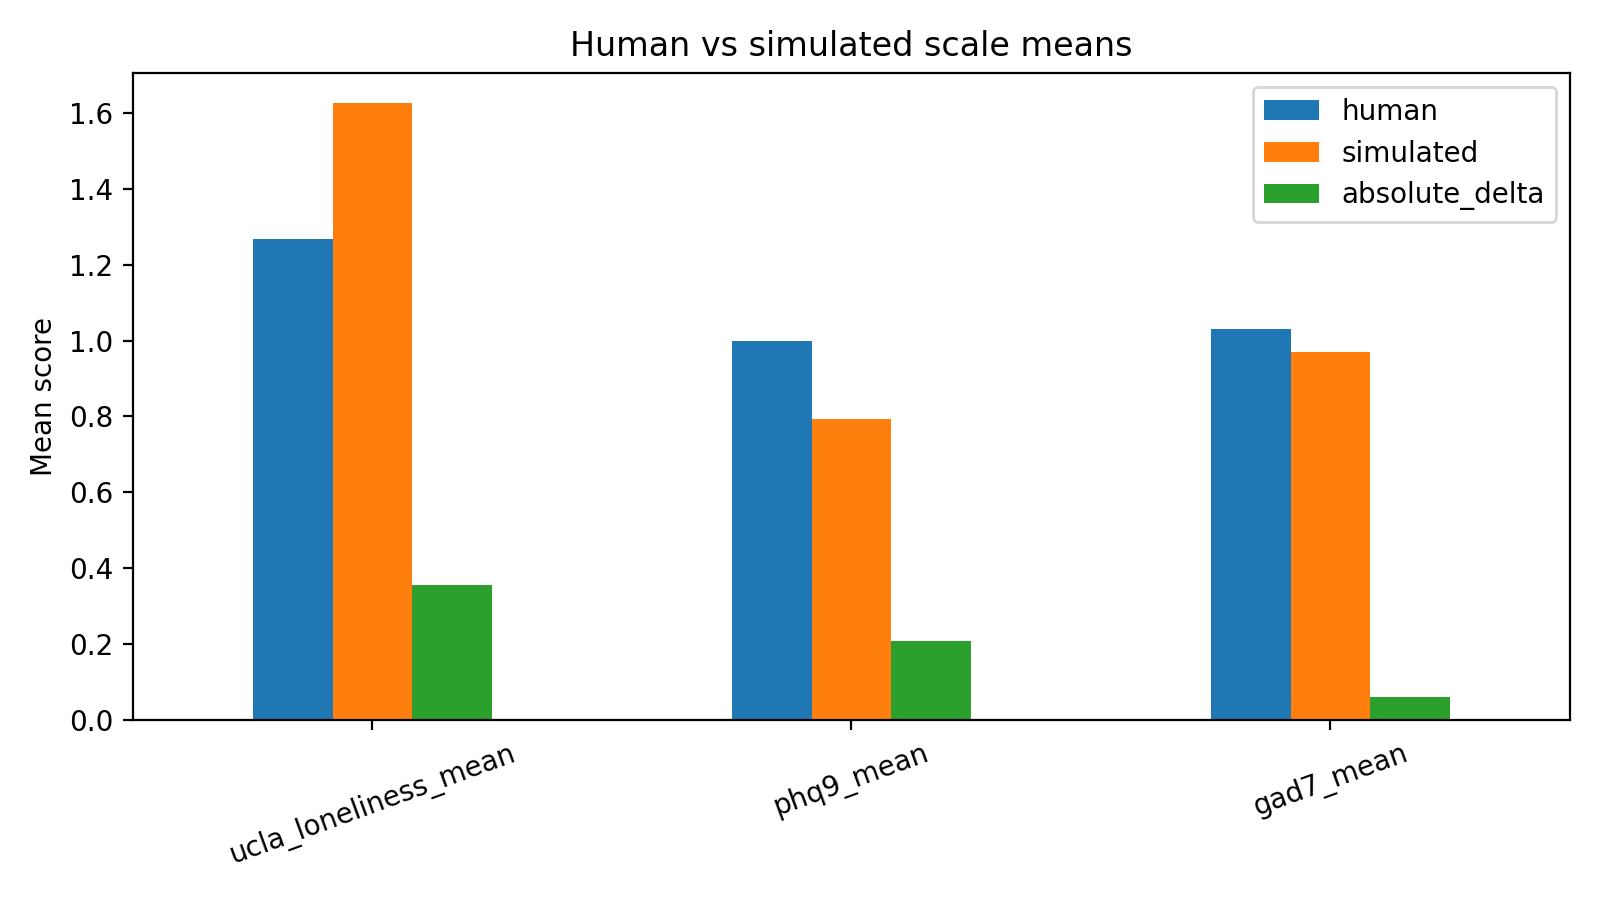 Human vs simulated scale means
human
simulated
absolute_delta
Mean score
1.6
1.4
1.2
1.0
0.8
0.6
0.4
0.2
0.0
ucla_loneliness_mean
phq9_mean
gad7_mean